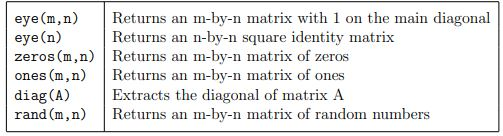 eye(m,n) Returns an m-by-n matrix with 1 on the main diagonal
eye(n) Returns an n-by-n square identity matrix
zeros(m,n) Returns an m-by-n matrix of zeros
ones(m,n) Returns an m-by-n matrix of ones
diag(A) Extracts the diagonal of matrix A
rand(m,n) Returns an m-by-n matrix of random numbers